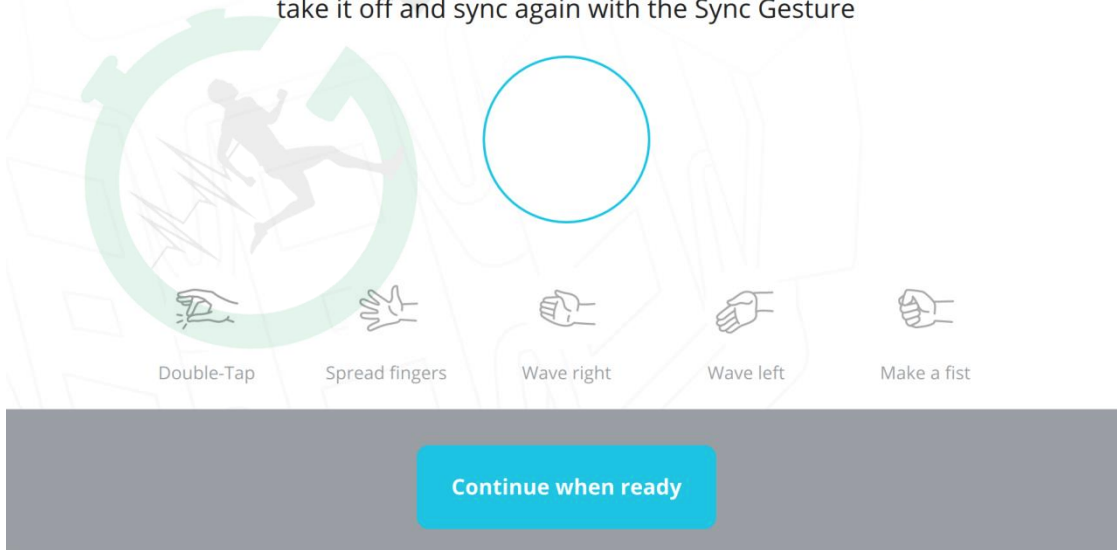 take it off and sync again with the Sync Gesture
Double-Tap
Spread fingers
Wave right
Wave left
Make a fist
Continue when ready